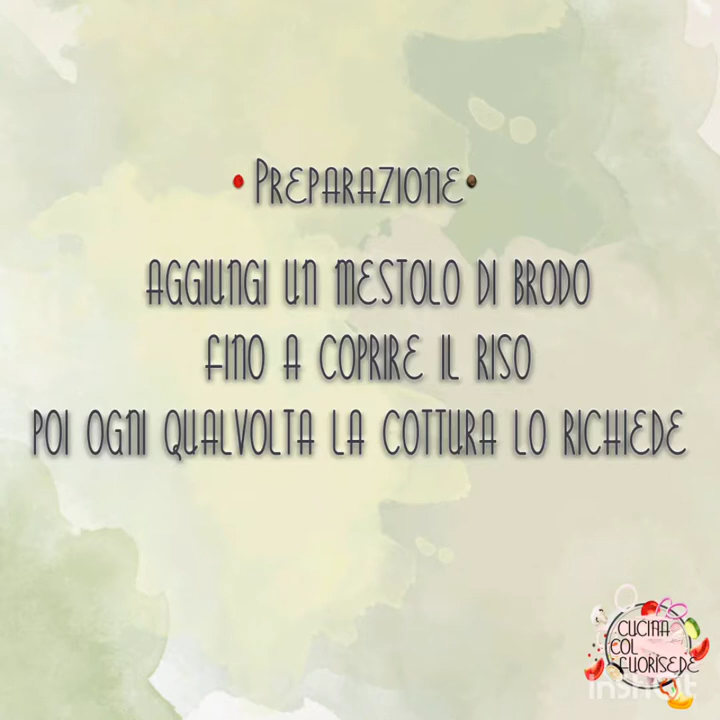 • Preparazione •
AGGIUNGI UN MESTOLO DI BRODO
FINO A COPRIRE IL RISO
POI OGNI QUALVOLTA LA COTTURA LO RICHIEDE
CUCINA
COL
FUORISEDE
inshot